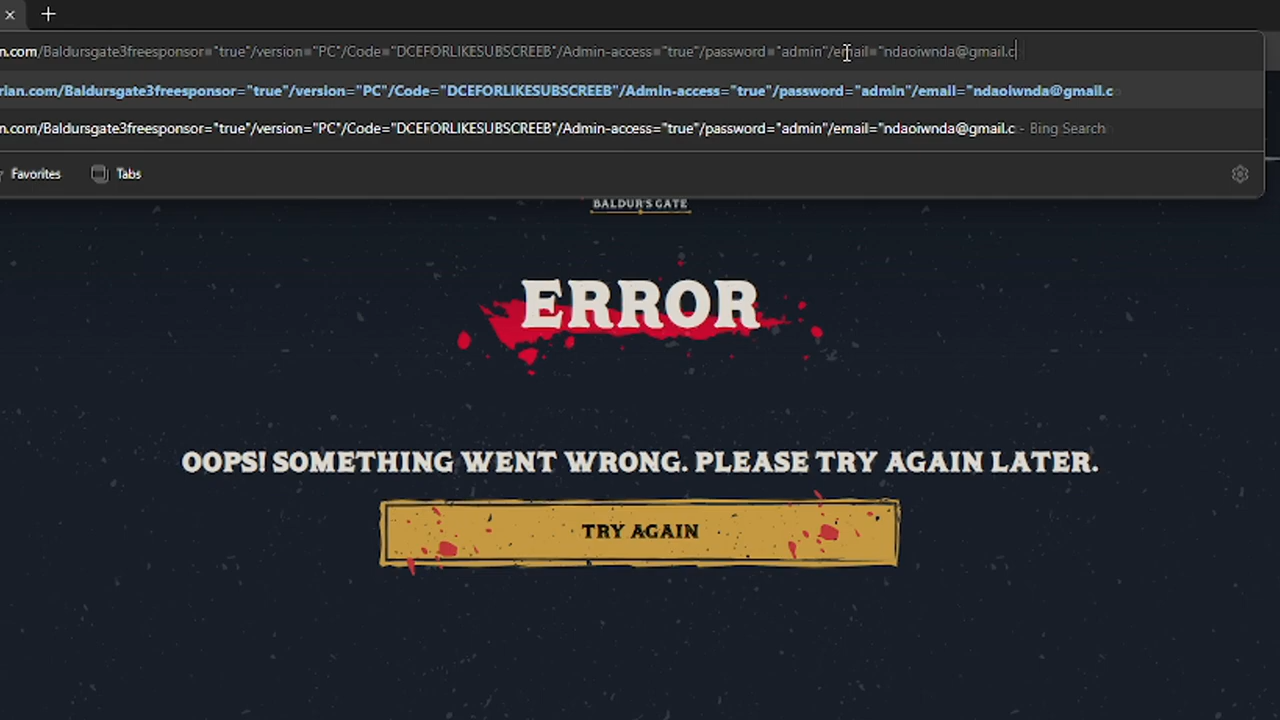 n.com/Baldursgate3freesponsor="true"/version="PC"/Code="DCEFORLIKESUBSCREEB"/Admin-access="true"/password="admin"/email="ndaoiwnda@gmail.c
rian.com/Baldursgate3freesponsor="true"/version="PC"/Code="DCEFORLIKESUBSCREEB"/Admin-access="true"/password="admin"/email="ndaoiwnda@gmail.c
n.com/Baldursgate3freesponsor="true"/version="PC"/Code="DCEFORLIKESUBSCREEB"/Admin-access="true"/password="admin"/email="ndaoiwnda@gmail.c - Bing Search
Favorites Tabs
BALDUR'S GATE
ERROR
OOPS! SOMETHING WENT WRONG. PLEASE TRY AGAIN LATER.
TRY AGAIN